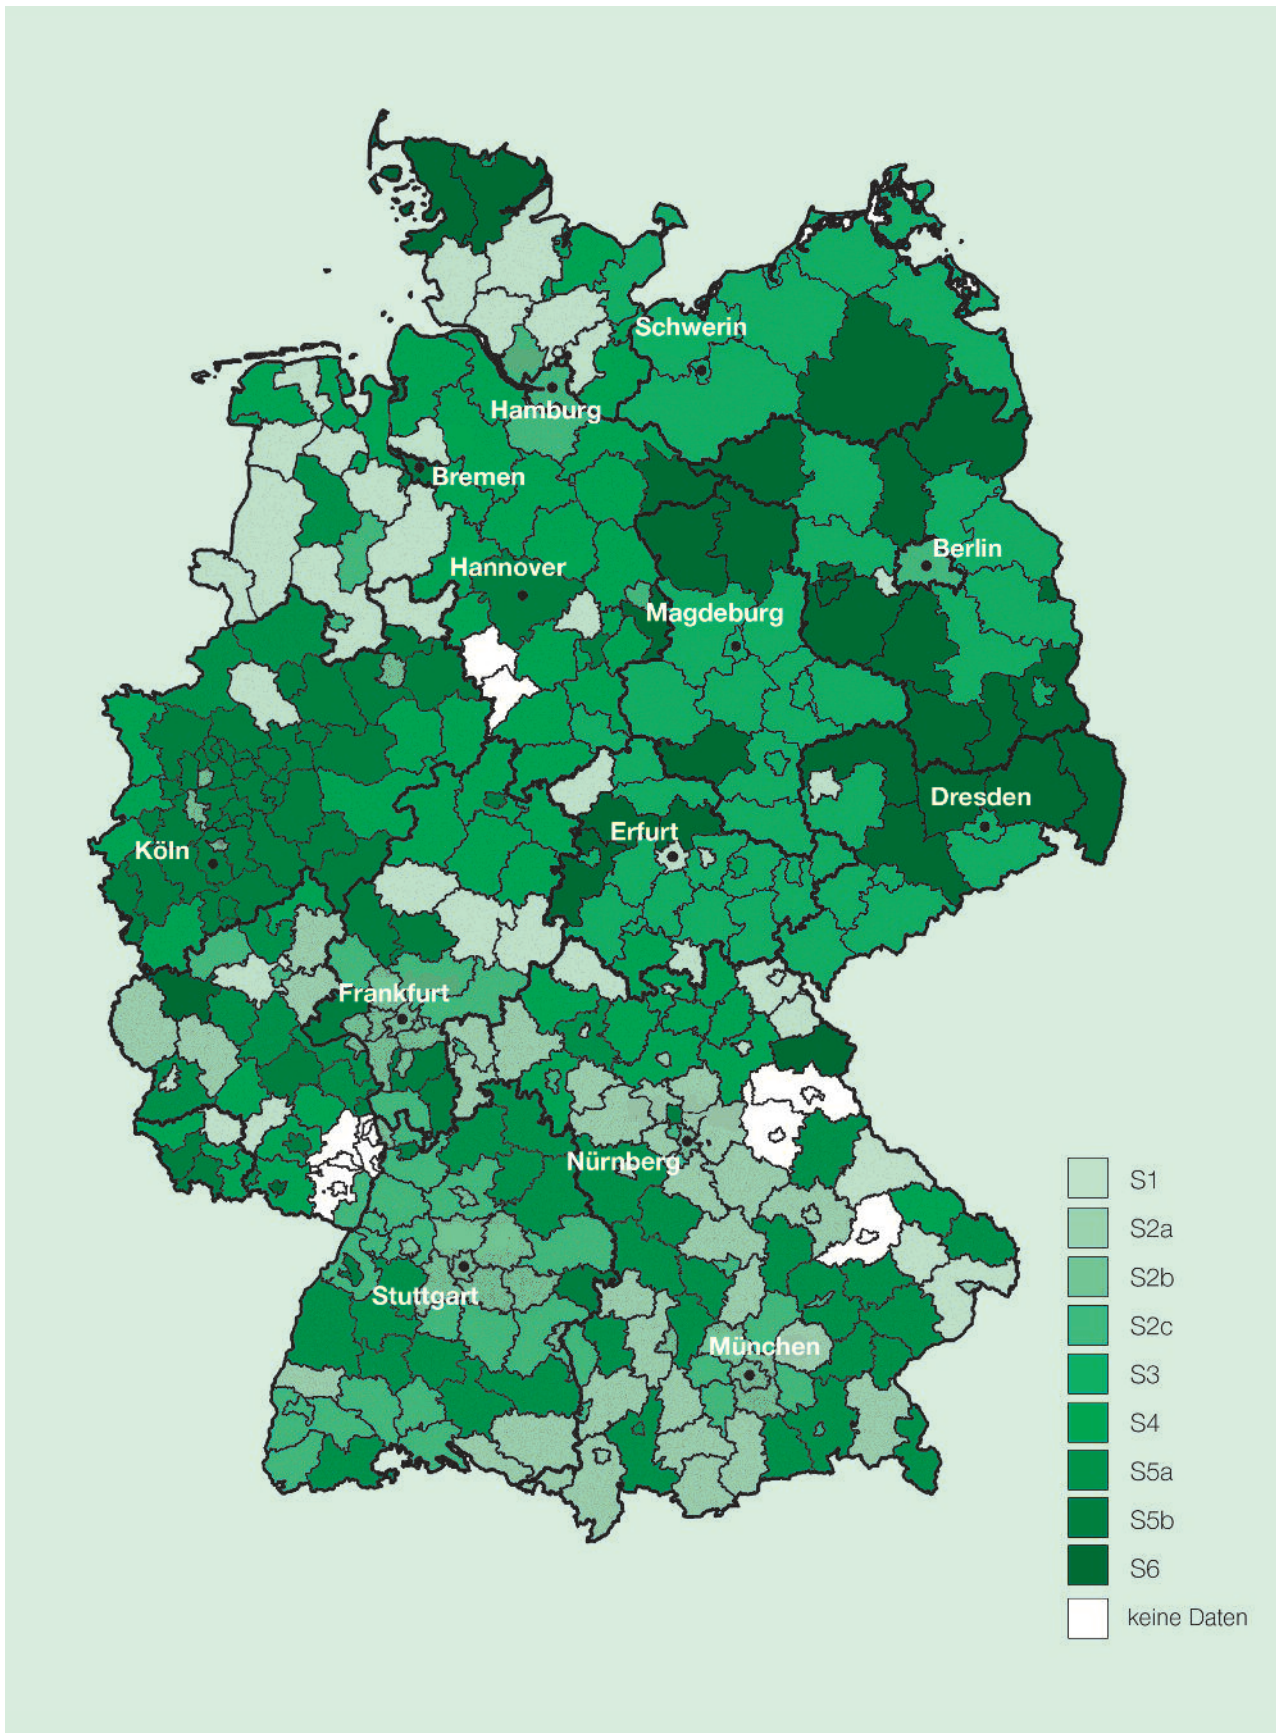 Schwerin
Hamburg
Bremen
Berlin
Hannover
Magdeburg
Dresden
Erfurt
Köln
Frankfurt
Nürnberg
Stuttgart
München
S1
S2a
S2b
S2c
S3
S4
S5a
S5b
S6
keine Daten